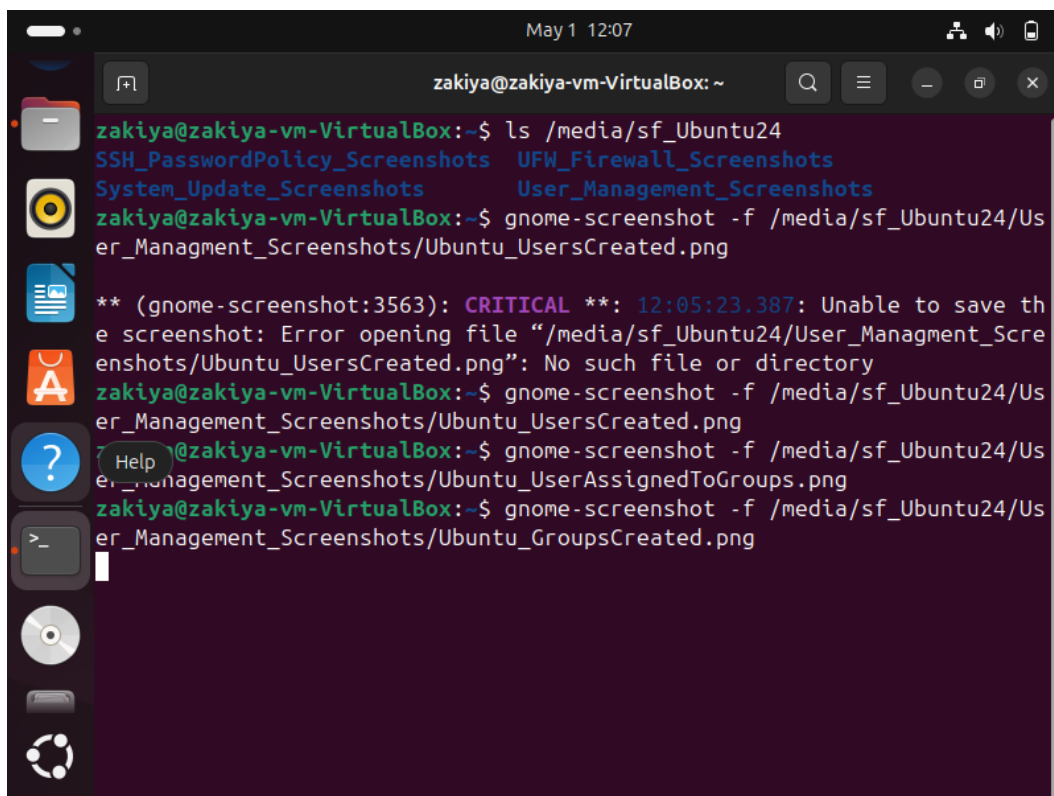 May 1 12:07
zakiya@zakiya-vm-VirtualBox: ~
zakiya@zakiya-vm-VirtualBox:~$ ls /media/sf_Ubuntu24
SSH_PasswordPolicy_Screenshots UFW_Firewall_Screenshots
System_Update_Screenshots User_Management_Screenshots
zakiya@zakiya-vm-VirtualBox:~$ gnome-screenshot -f /media/sf_Ubuntu24/Us
er_Managment_Screenshots/Ubuntu_UsersCreated.png
** (gnome-screenshot:3563): CRITICAL **: 12:05:23.387: Unable to save th
e screenshot: Error opening file “/media/sf_Ubuntu24/User_Managment_Scre
enshots/Ubuntu_UsersCreated.png”: No such file or directory
zakiya@zakiya-vm-VirtualBox:~$ gnome-screenshot -f /media/sf_Ubuntu24/Us
er_Management_Screenshots/Ubuntu_UsersCreated.png
@zakiya-vm-VirtualBox:~$ gnome-screenshot -f /media/sf_Ubuntu24/Us
Help
er_Management_Screenshots/Ubuntu_UserAssignedToGroups.png
zakiya@zakiya-vm-VirtualBox:~$ gnome-screenshot -f /media/sf_Ubuntu24/Us
er_Management_Screenshots/Ubuntu_GroupsCreated.png